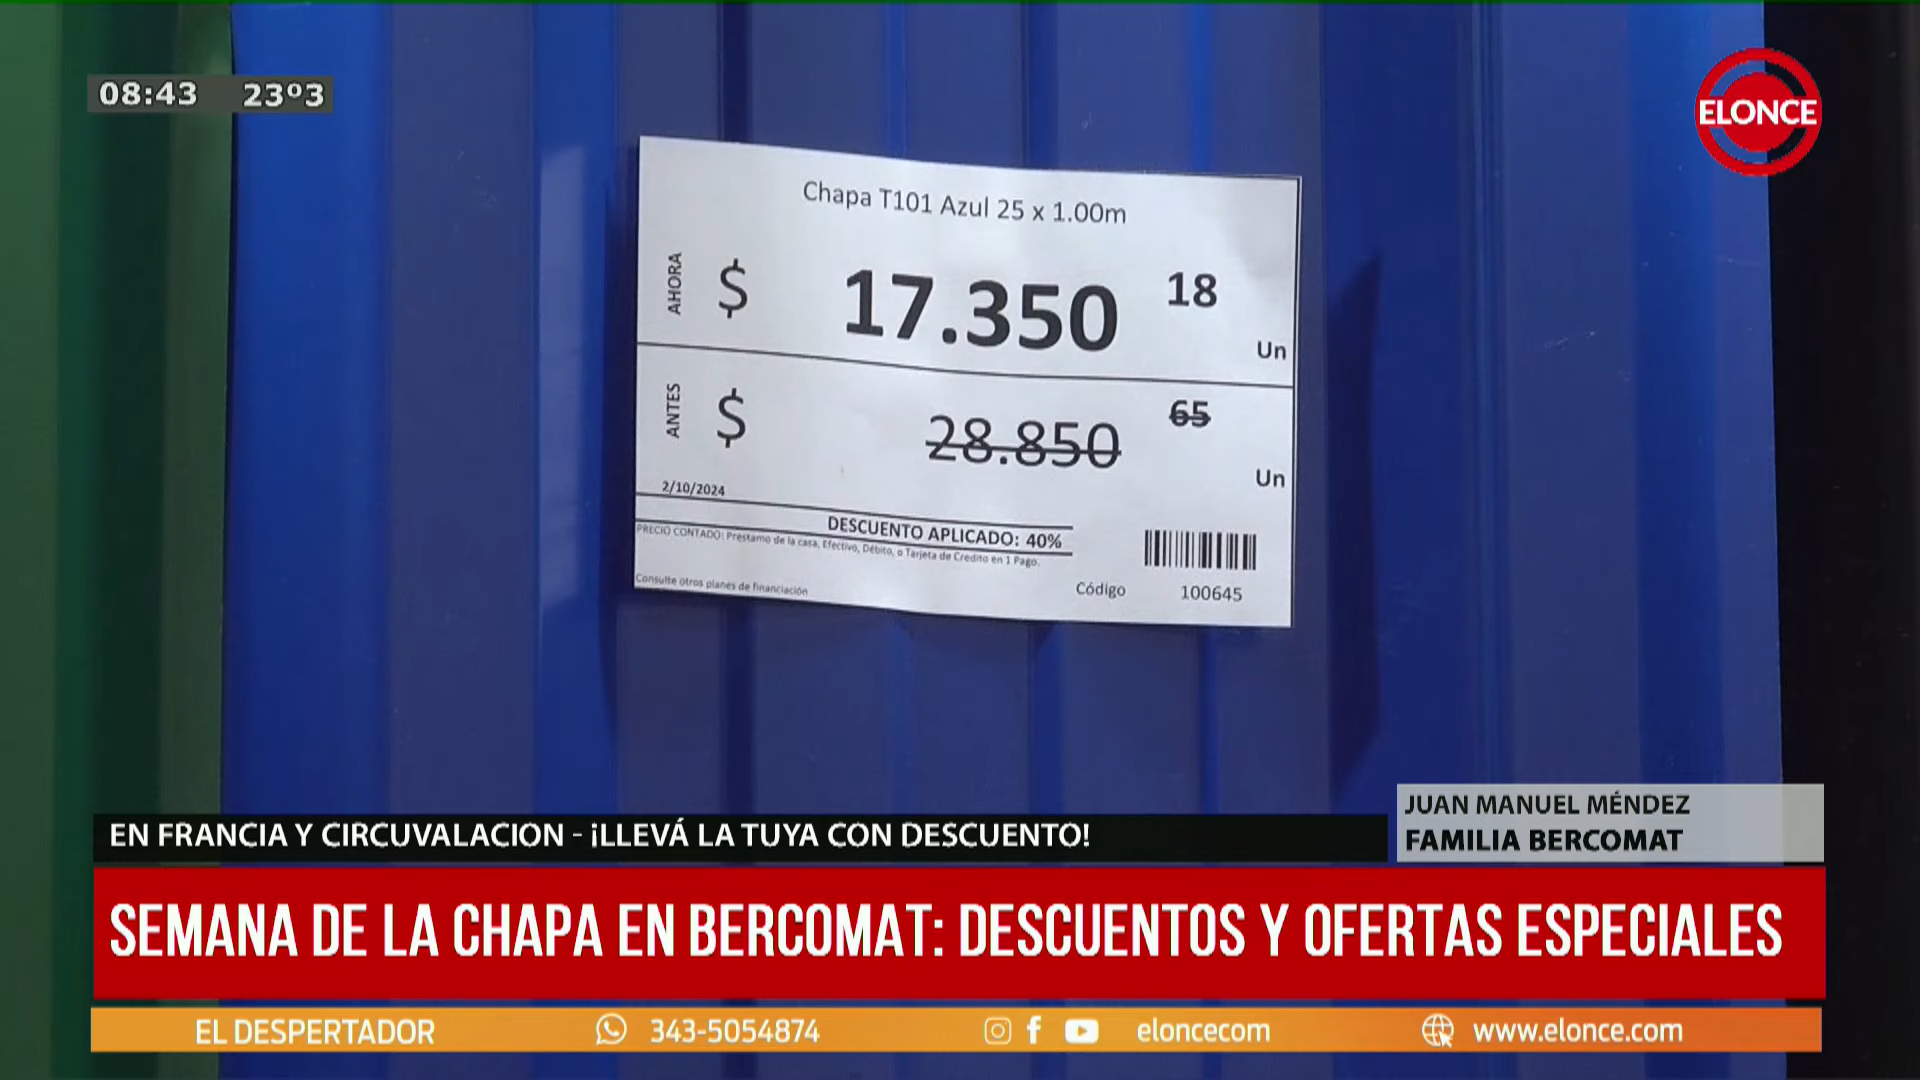 08:43 23º3
ELONCE
Chapa T101 Azul 25 x 1.00m
AHORA $ 17.350 18 Un
ANTES $ 28.850 65 Un
2/10/2024
DESCUENTO APLICADO: 40%
PRECIO CONTADO: Prestamo de la casa, Efectivo, Débito, o Tarjeta de Credito en 1 Pago.
Consulte otros planes de financiación
Código 100645
JUAN MANUEL MÉNDEZ
FAMILIA BERCOMAT
EN FRANCIA Y CIRCUVALACION - ¡LLEVÁ LA TUYA CON DESCUENTO!
SEMANA DE LA CHAPA EN BERCOMAT: DESCUENTOS Y OFERTAS ESPECIALES
EL DESPERTADOR 343-5054874 eloncecom www.elonce.com